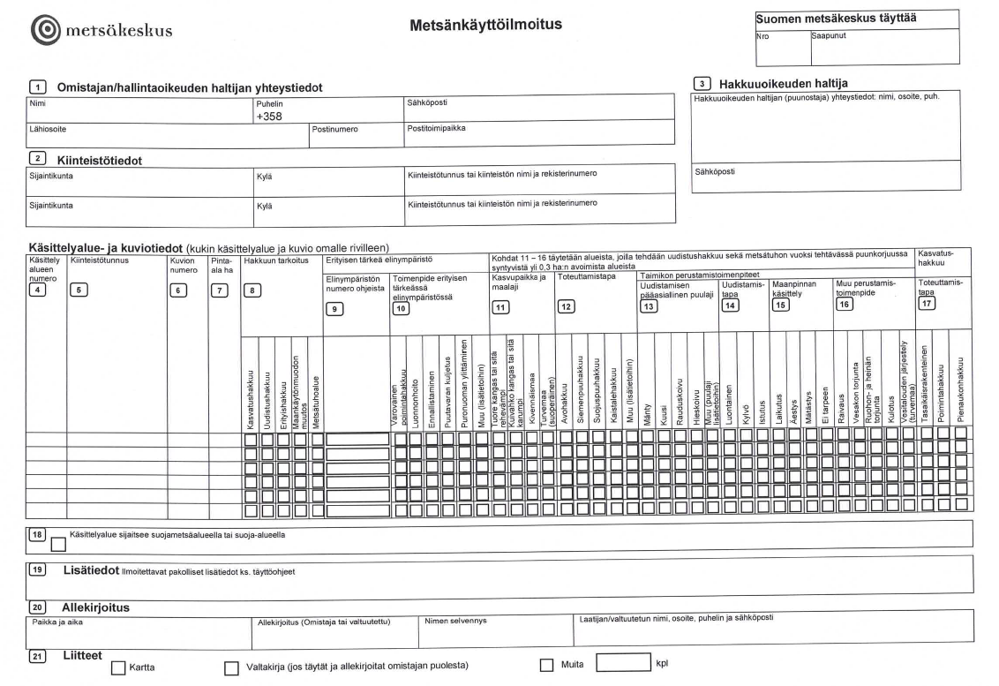 metsäkeskus
Metsänkäyttöilmoitus
Suomen metsäkeskus täyttää
Nro
Saapunut
1 Omistajan/hallintaoikeuden haltijan yhteystiedot
Nimi
Puhelin
+358
Sähköposti
Lähiosoite
Postinumero
Postitoimipaikka
3 Hakkuuoikeuden haltija
Hakkuuoikeuden haltijan (puunostaja) yhteystiedot: nimi, osoite, puh.
Sähköposti
2 Kiinteistötiedot
Sijaintikunta
Kylä
Kiinteistötunnus tai kiinteistön nimi ja rekisterinumero
Sijaintikunta
Kylä
Kiinteistötunnus tai kiinteistön nimi ja rekisterinumero
Käsittelyalue- ja kuviotiedot (kukin käsittelyalue ja kuvio omalle rivilleen)
Käsittely
alueen
numero
4
Kiinteistötunnus
5
Kuvion
numero
6
Pinta-
ala ha
7
Hakkuun tarkoitus
8
Erityisen tärkeä elinympäristö
Elinympäristön
numero ohjeista
9
Toimenpide erityisen
tärkeässä
elinympäristössä
10
Kohdat 11 – 16 täytetään alueista, joilla tehdään uudistushakkuu sekä metsätuhon vuoksi tehtävässä puunkorjuussa
syntyvistä yli 0,3 ha:n avoimista alueista
Kasvupaikka ja
maalaji
11
Toteuttamistapa
12
Taimikon perustamistoimenpiteet
Uudistamisen
pääasiallinen puulaji
13
Uudistamis-
tapa
14
Maanpinnan
käsittely
15
Muu perustamis-
toimenpide
16
Kasvatus-
hakkuu
Toteuttamis-
tapa
17
Kasvatushakkuu
Uudistushakkuu
Erityishakkuu
Maankäytönmuodon
muutos
Metsätuhoalue
Varovainen
poimintahakkuu
Luonnonhoito
Ennallistaminen
Puutavaran kuljetus
Puronuoman ylittäminen
Muu (lisätietoihin)
Tuore kangas tai sitä
rehevämpi
Kuivahko kangas tai sitä
karumpi
Kivennäismaa
Turvemaa
(suoperäinen)
Avohakkuu
Siemenpuuhakkuu
Suojuspuuhakkuu
Kaistalehakkuu
Muu (lisätietoihin)
Mänty
Kuusi
Rauduskoivu
Hieskoivu
Muu (puulaji
lisätietoihin)
Luontainen
Kylvö
Istutus
Laikutus
Äestys
Mätästys
Ei tarpeen
Raivaus
Vesakon torjunta
Ruohon- ja heinän
torjunta
Kulotus
Vesitalouden järjestely
(turvemaa)
Tasaikäisrakenteinen
Poimintahakkuu
Pienaukonhakkuu
18 Käsittelyalue sijaitsee suojametsäalueella tai suoja-alueella
19 Lisätiedot Ilmoitettavat pakolliset lisätiedot ks. täyttöohjeet
20 Allekirjoitus
Paikka ja aika
Allekirjoitus (Omistaja tai valtuutettu)
Nimen selvennys
Laatijan/valtuutetun nimi, osoite, puhelin ja sähköposti
21 Liitteet
Kartta
Valtakirja (jos täytät ja allekirjoitat omistajan puolesta)
Muita
kpl